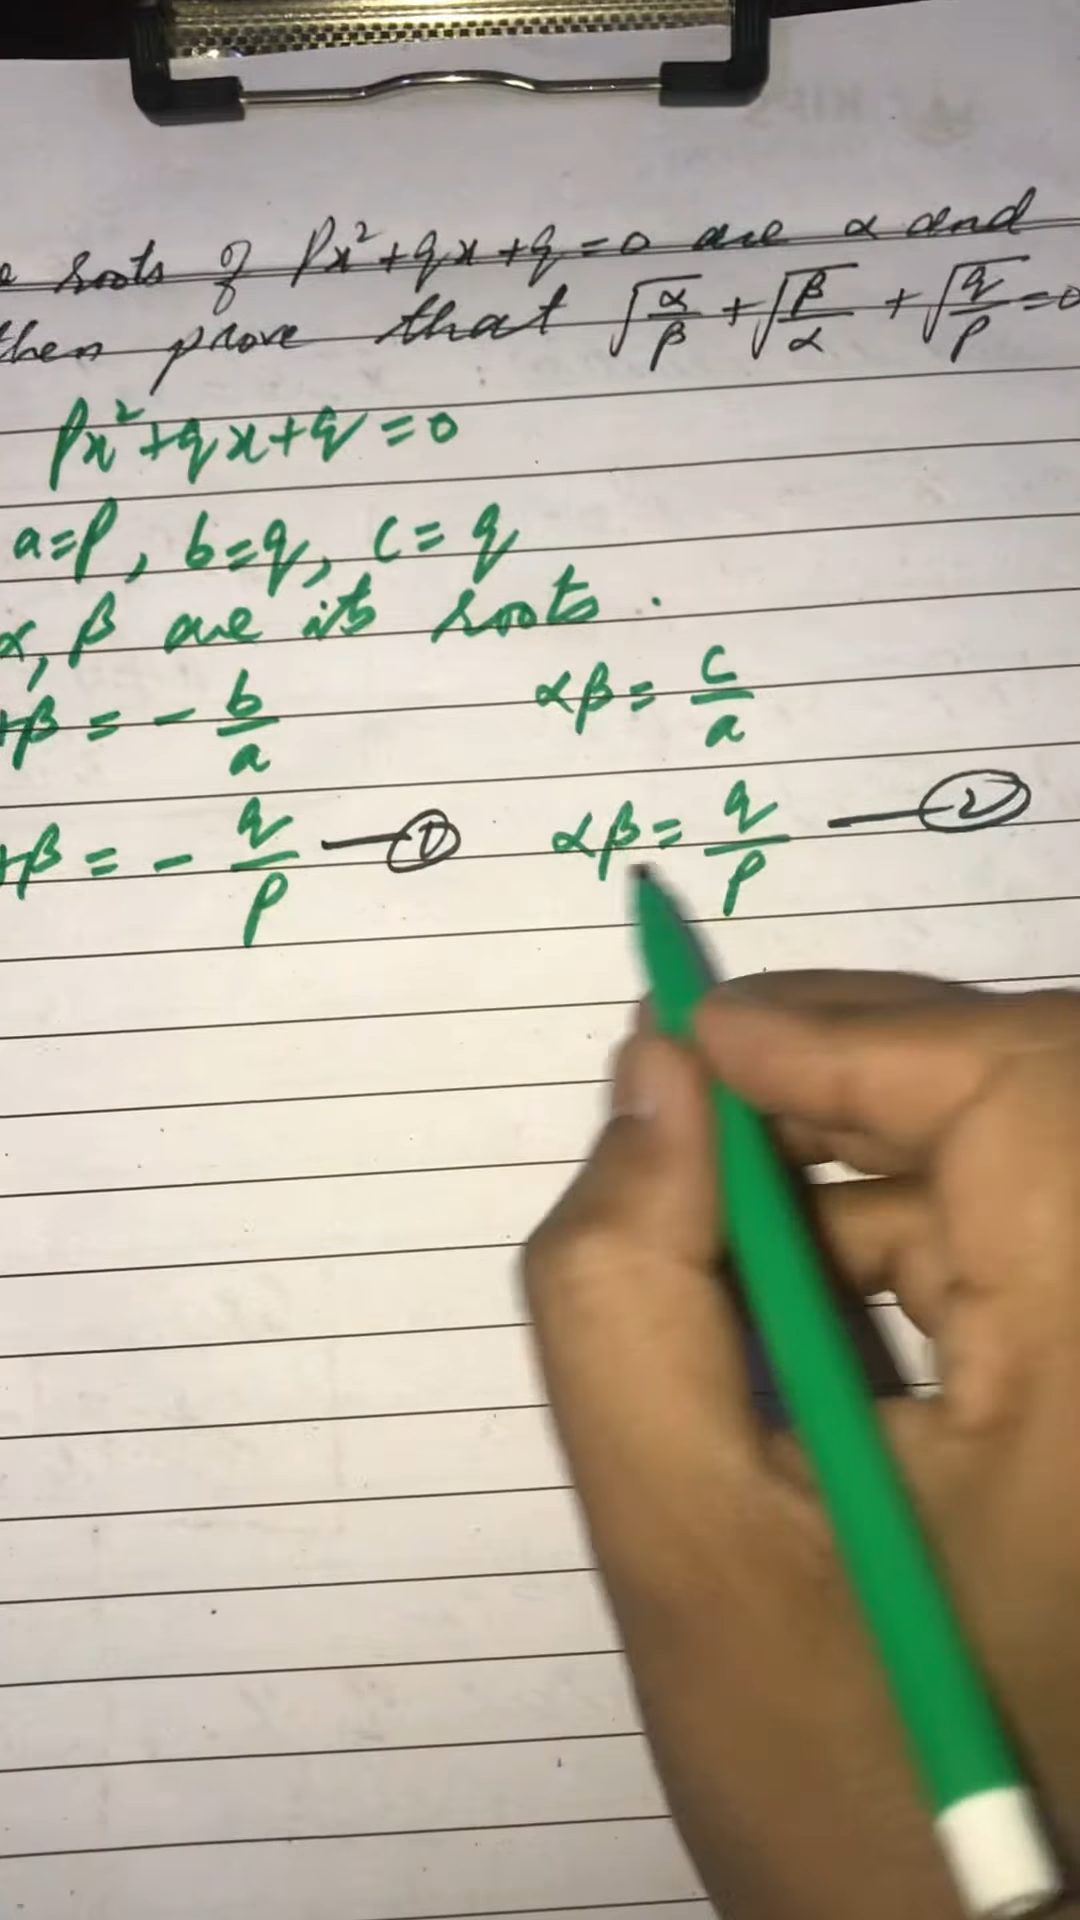 roots of Px²+qx+q=0 are α and
then prove that √(α/β) + √(β/α) + √(q/p) = 0
Px²+qx+q=0
a=P, b=q, c=q
α, β are its roots.
+β = - b/a αβ = c/a
+β = - q/p —① αβ = q/p —②